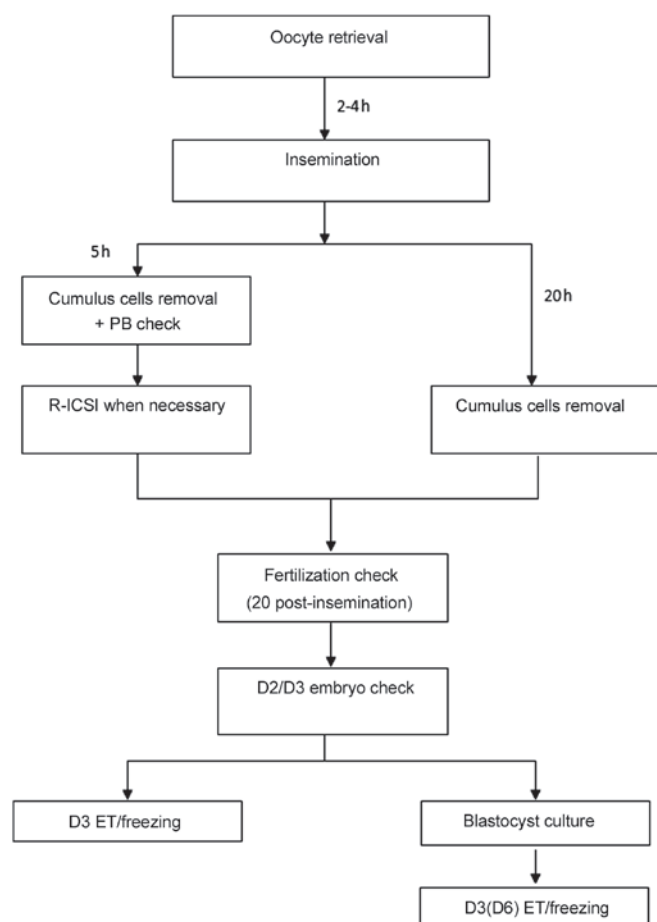 Oocyte retrieval
2-4h
Insemination
5h
20h
Cumulus cells removal
+ PB check
R-ICSI when necessary
Cumulus cells removal
Fertilization check
(20 post-insemination)
D2/D3 embryo check
D3 ET/freezing
Blastocyst culture
D3(D6) ET/freezing